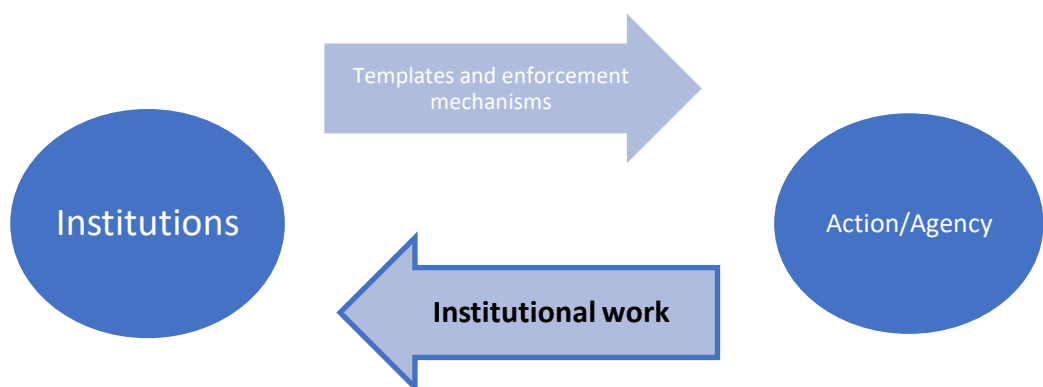 Templates and enforcement
mechanisms
Institutions
Action/Agency
Institutional work